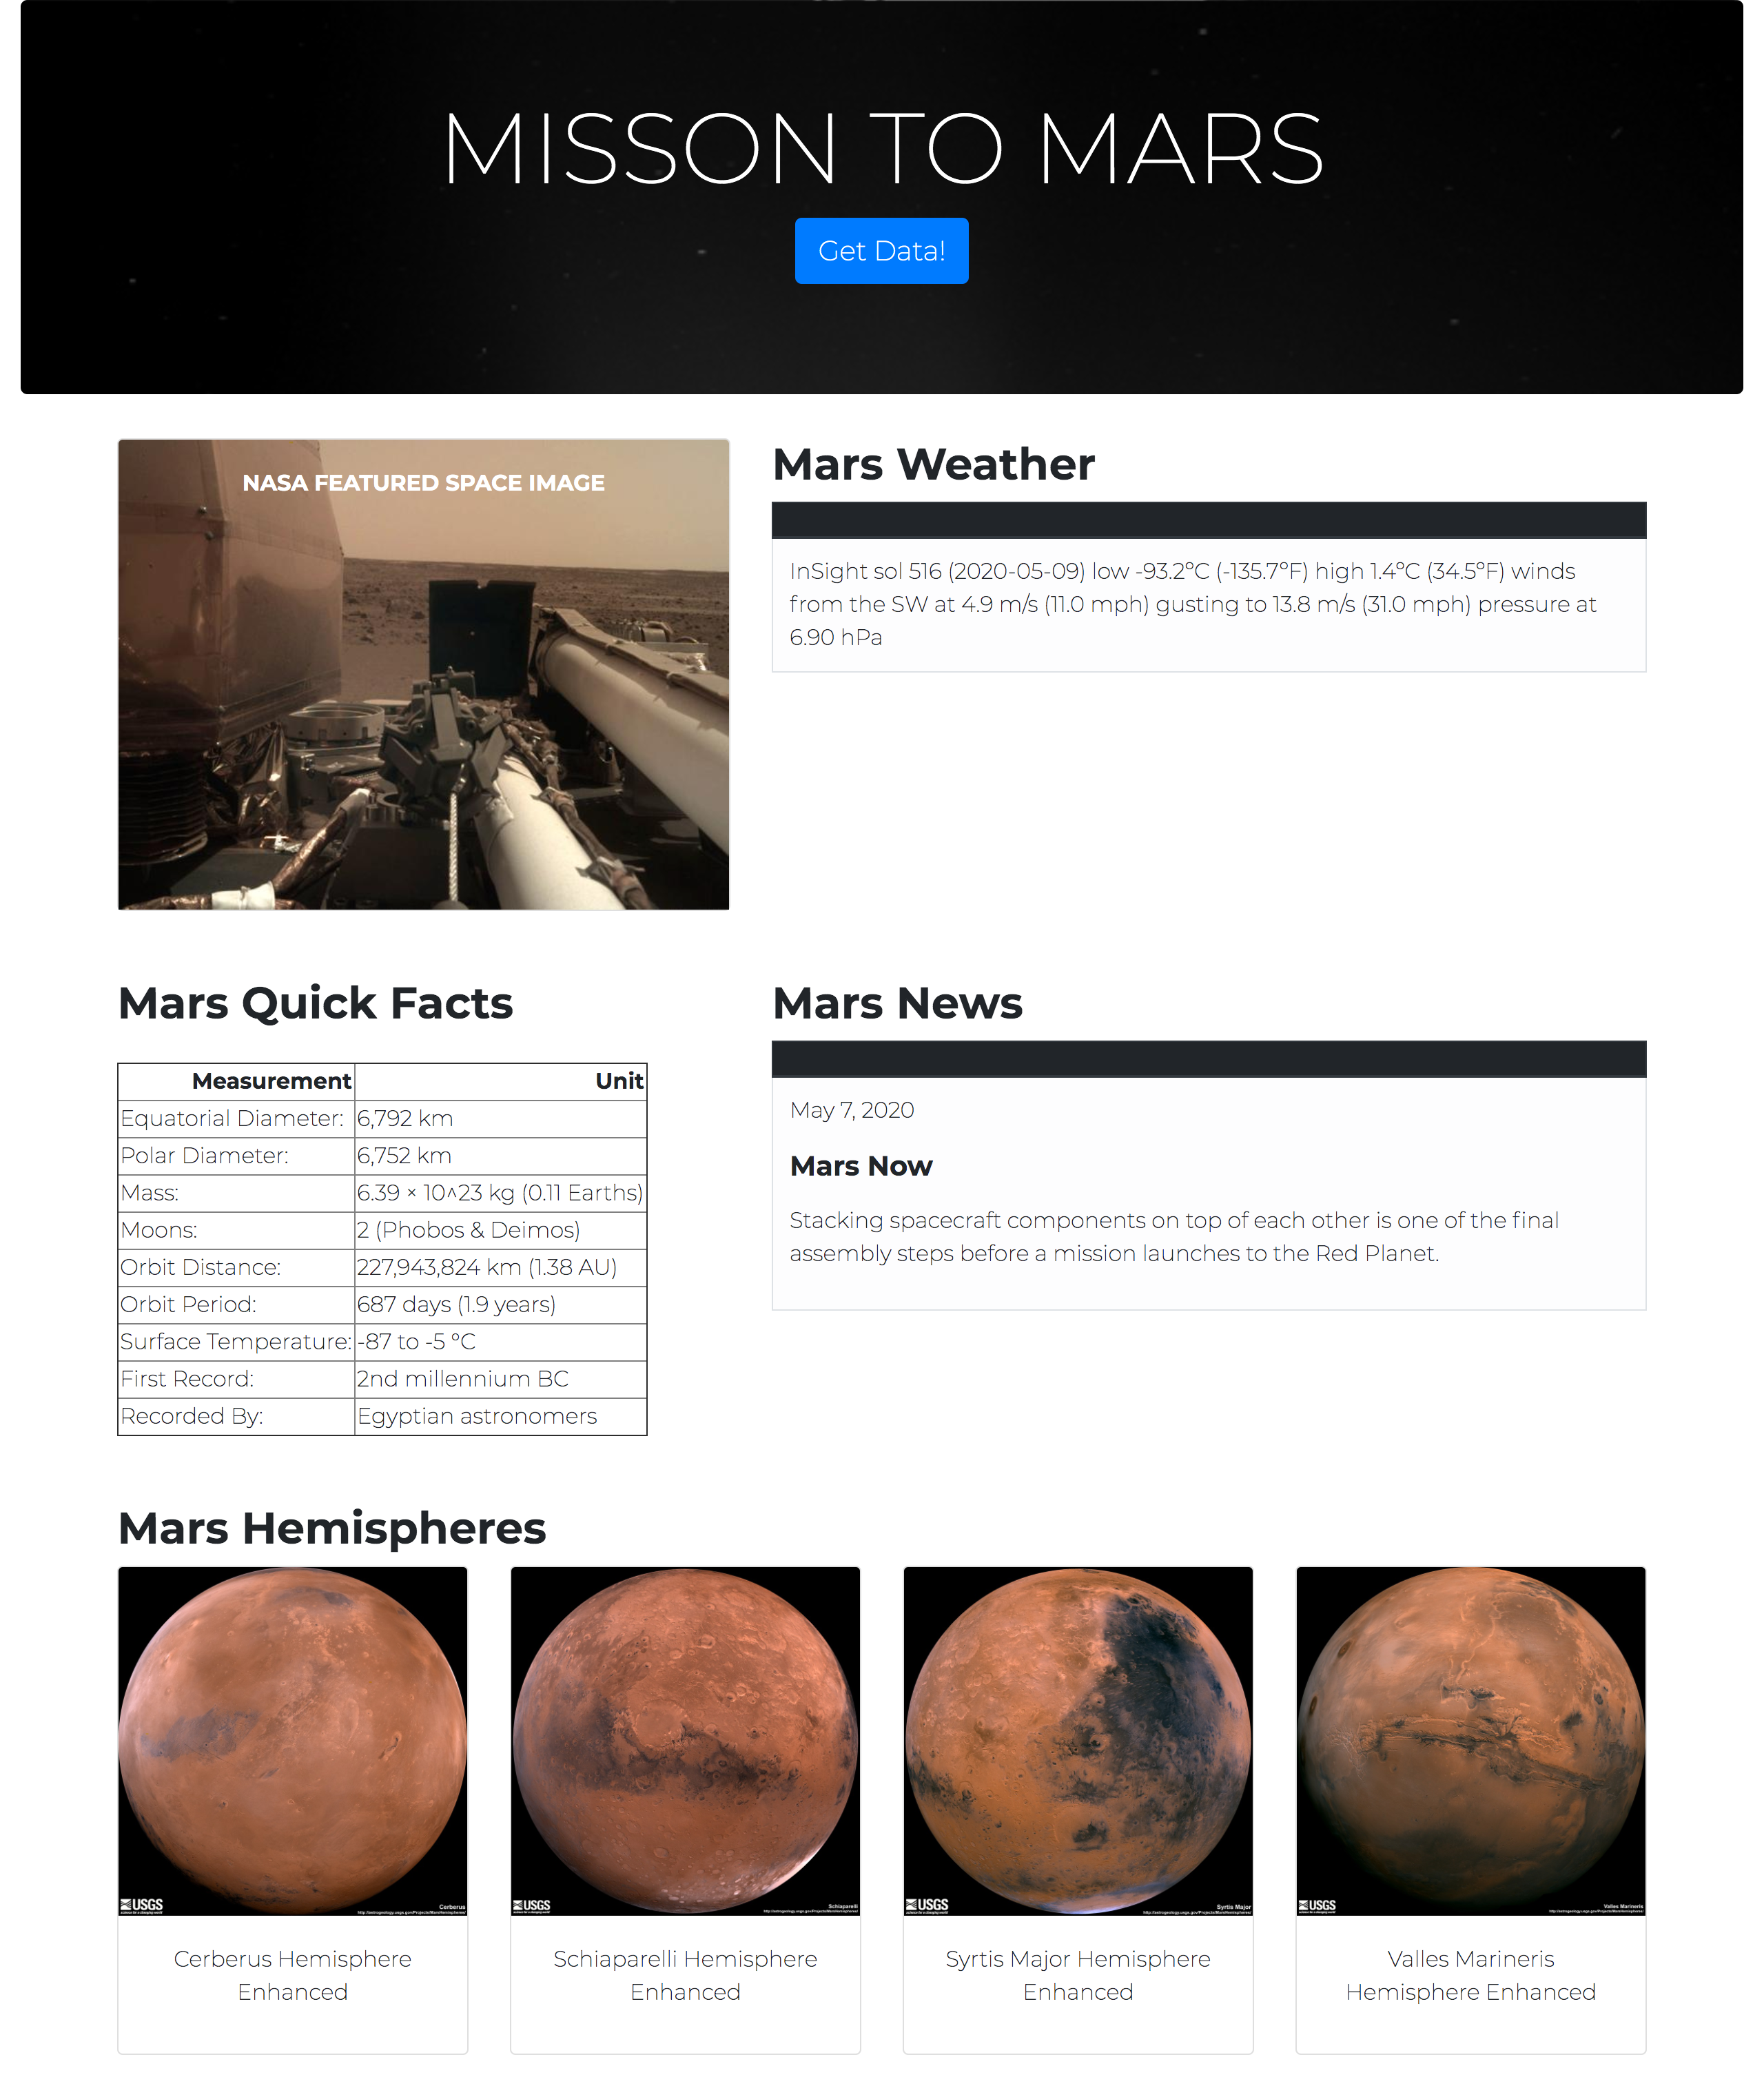 MISSON TO MARS
Get Data!
NASA FEATURED SPACE IMAGE
Mars Weather
InSight sol 516 (2020-05-09) low -93.2ºC (-135.7ºF) high 1.4ºC (34.5ºF) winds
from the SW at 4.9 m/s (11.0 mph) gusting to 13.8 m/s (31.0 mph) pressure at
6.90 hPa
Mars Quick Facts
Measurement Unit
Equatorial Diameter: 6,792 km
Polar Diameter: 6,752 km
Mass: 6.39 × 10^23 kg (0.11 Earths)
Moons: 2 (Phobos & Deimos)
Orbit Distance: 227,943,824 km (1.38 AU)
Orbit Period: 687 days (1.9 years)
Surface Temperature: -87 to -5 °C
First Record: 2nd millennium BC
Recorded By: Egyptian astronomers
Mars News
May 7, 2020
Mars Now
Stacking spacecraft components on top of each other is one of the final
assembly steps before a mission launches to the Red Planet.
Mars Hemispheres
USGS
Cerberus
USGS
Schiaparelli
USGS
Syrtis Major
USGS
Valles Marineris
Cerberus Hemisphere
Enhanced
Schiaparelli Hemisphere
Enhanced
Syrtis Major Hemisphere
Enhanced
Valles Marineris
Hemisphere Enhanced